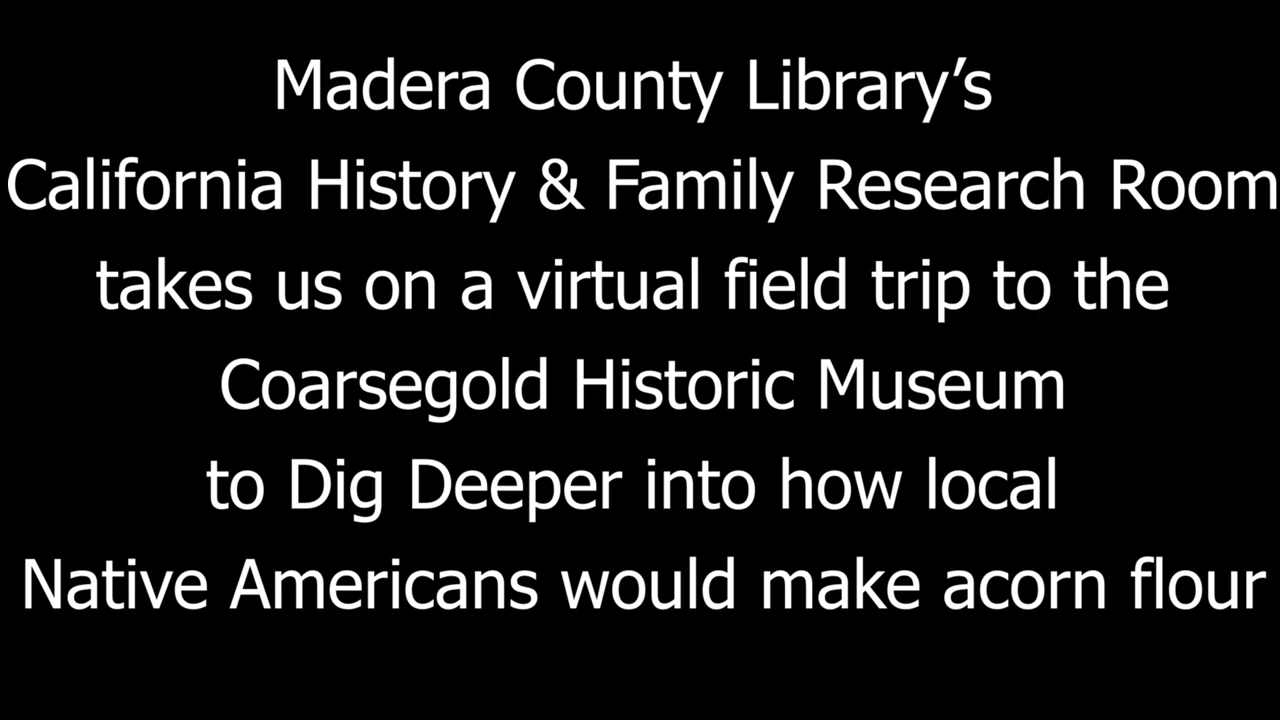 Madera County Library’s
California History & Family Research Room
takes us on a virtual field trip to the
Coarsegold Historic Museum
to Dig Deeper into how local
Native Americans would make acorn flour